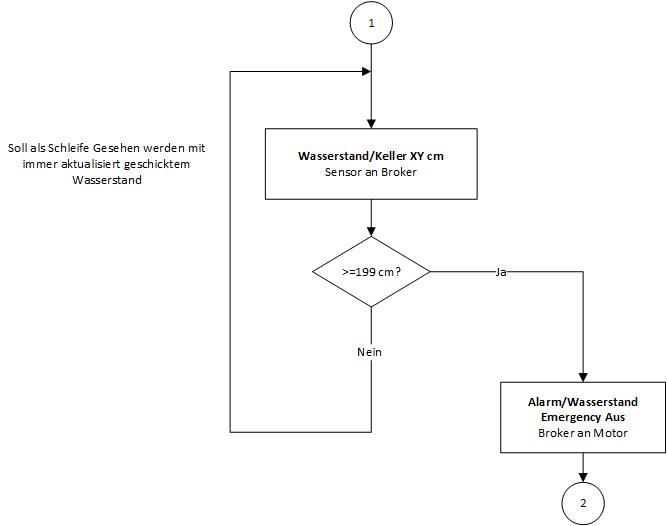 1
Soll als Schleife Gesehen werden mit
immer aktualisiert geschicktem
Wasserstand
Wasserstand/Keller XY cm
Sensor an Broker
>=199 cm?
Ja
Nein
Alarm/Wasserstand
Emergency Aus
Broker an Motor
2